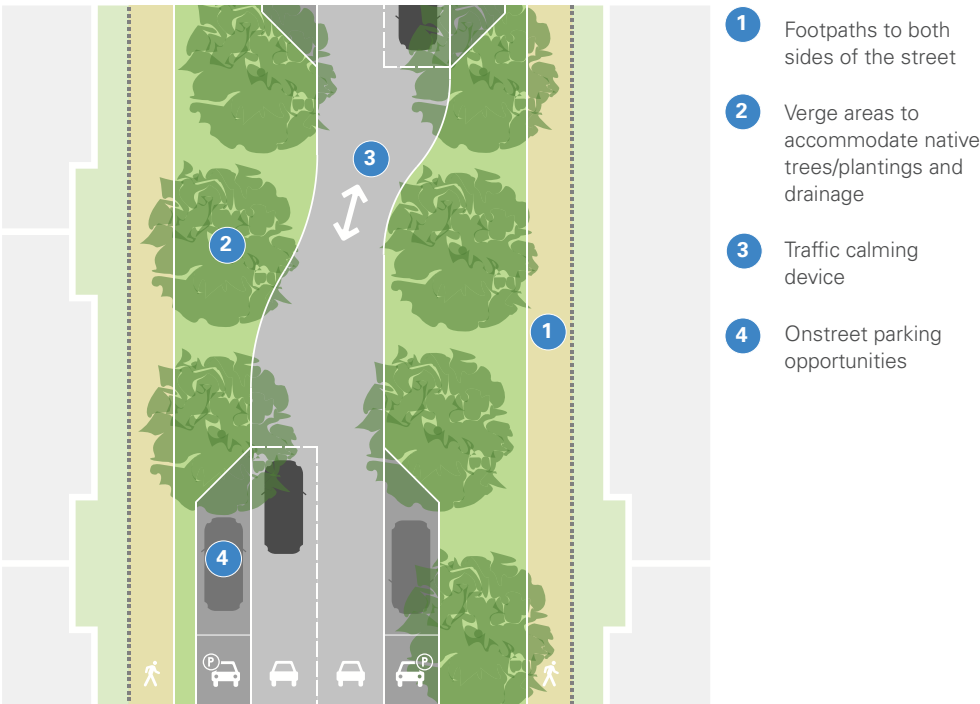 1
Footpaths to both
sides of the street
2
Verge areas to
accommodate native
trees/plantings and
drainage
3
Traffic calming
device
4
Onstreet parking
opportunities
3
2
1
4
P
P